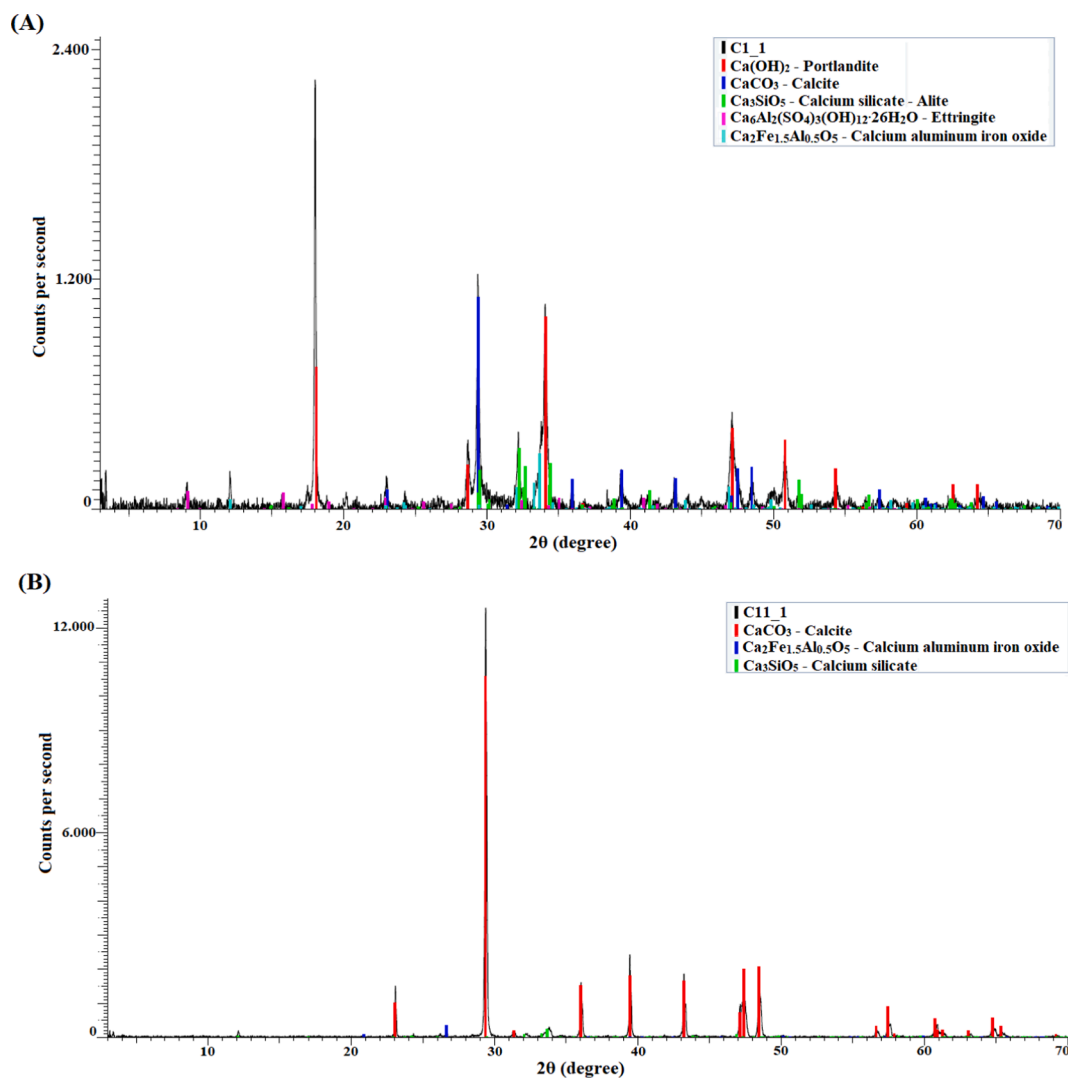 (A)
2.400
1.200
0
Counts per second
C1_1
Ca(OH)₂ - Portlandite
CaCO₃ - Calcite
Ca₃SiO₅ - Calcium silicate - Alite
Ca₆Al₂(SO₄)₃(OH)₁₂·26H₂O - Ettringite
Ca₂Fe₁.₅Al₀.₅O₅ - Calcium aluminum iron oxide
10 20 30 40 50 60 70
2θ (degree)
(B)
12.000
6.000
0
Counts per second
C11_1
CaCO₃ - Calcite
Ca₂Fe₁.₅Al₀.₅O₅ - Calcium aluminum iron oxide
Ca₃SiO₅ - Calcium silicate
10 20 30 40 50 60 70
2θ (degree)